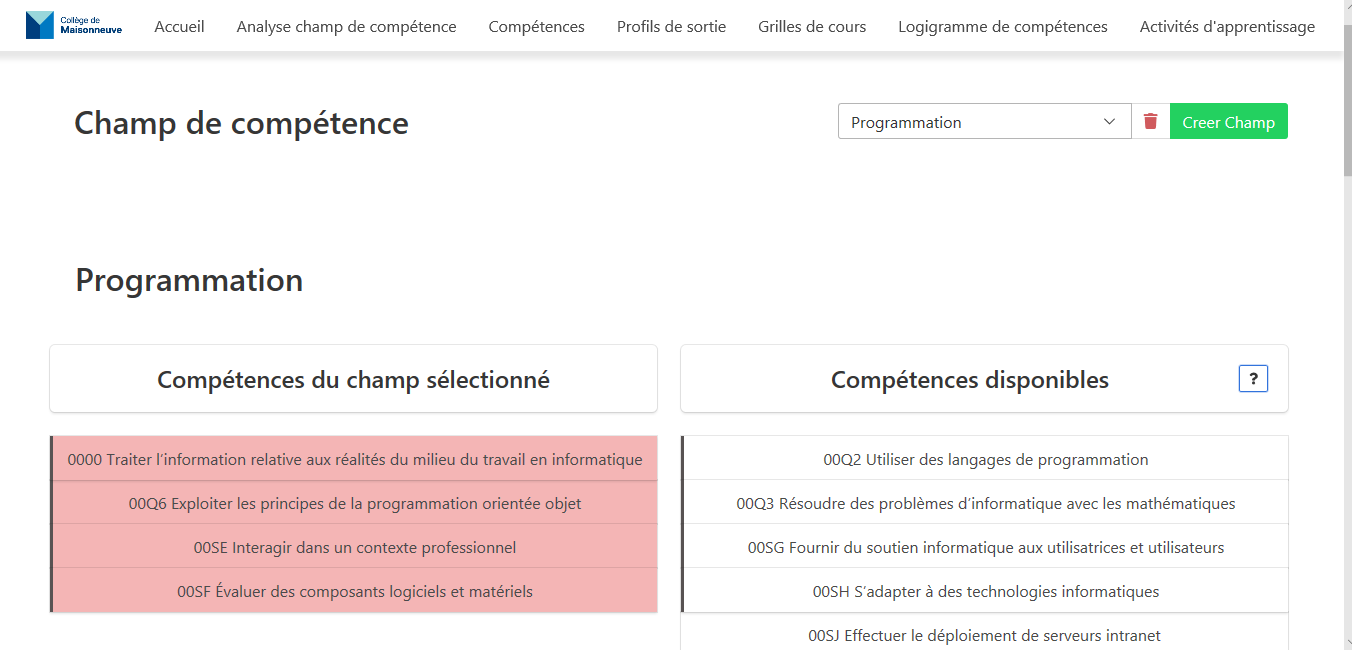 Collège de
Maisonneuve
Accueil
Analyse champ de compétence
Compétences
Profils de sortie
Grilles de cours
Logigramme de compétences
Activités d'apprentissage
Champ de compétence
Programmation
Creer Champ
Programmation
Compétences du champ sélectionné
0000 Traiter l’information relative aux réalités du milieu du travail en informatique
00Q6 Exploiter les principes de la programmation orientée objet
00SE Interagir dans un contexte professionnel
00SF Évaluer des composants logiciels et matériels
Compétences disponibles
?
00Q2 Utiliser des langages de programmation
00Q3 Résoudre des problèmes d’informatique avec les mathématiques
00SG Fournir du soutien informatique aux utilisatrices et utilisateurs
00SH S’adapter à des technologies informatiques
00SJ Effectuer le déploiement de serveurs intranet